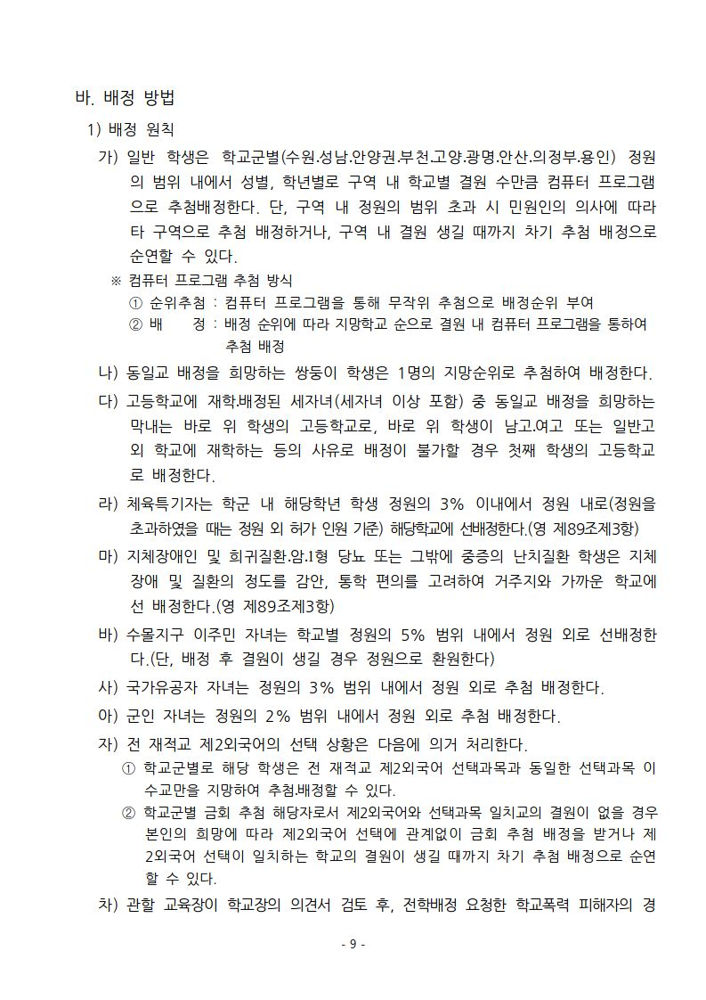 바. 배정 방법
1) 배정 원칙
가) 일반 학생은 학교군별(수원·성남·안양권·부천·고양·광명·안산·의정부·용인) 정원
의 범위 내에서 성별, 학년별로 구역 내 학교별 결원 수만큼 컴퓨터 프로그램
으로 추첨배정한다. 단, 구역 내 정원의 범위 초과 시 민원인의 의사에 따라
타 구역으로 추첨 배정하거나, 구역 내 결원 생길 때까지 차기 추첨 배정으로
순연할 수 있다.
※ 컴퓨터 프로그램 추첨 방식
① 순위추첨 : 컴퓨터 프로그램을 통해 무작위 추첨으로 배정순위 부여
② 배 정 : 배정 순위에 따라 지망학교 순으로 결원 내 컴퓨터 프로그램을 통하여
추첨 배정
나) 동일교 배정을 희망하는 쌍둥이 학생은 1명의 지망순위로 추첨하여 배정한다.
다) 고등학교에 재학·배정된 세자녀(세자녀 이상 포함) 중 동일교 배정을 희망하는
막내는 바로 위 학생의 고등학교로, 바로 위 학생이 남고·여고 또는 일반고
외 학교에 재학하는 등의 사유로 배정이 불가할 경우 첫째 학생의 고등학교
로 배정한다.
라) 체육특기자는 학군 내 해당학년 학생 정원의 3% 이내에서 정원 내로(정원을
초과하였을 때는 정원 외 허가 인원 기준) 해당학교에 선배정한다.(영 제89조제3항)
마) 지체장애인 및 희귀질환·암·1형 당뇨 또는 그밖에 중증의 난치질환 학생은 지체
장애 및 질환의 정도를 감안, 통학 편의를 고려하여 거주지와 가까운 학교에
선 배정한다.(영 제89조제3항)
바) 수몰지구 이주민 자녀는 학교별 정원의 5% 범위 내에서 정원 외로 선배정한
다.(단, 배정 후 결원이 생길 경우 정원으로 환원한다)
사) 국가유공자 자녀는 정원의 3% 범위 내에서 정원 외로 추첨 배정한다.
아) 군인 자녀는 정원의 2% 범위 내에서 정원 외로 추첨 배정한다.
자) 전 재적교 제2외국어의 선택 상황은 다음에 의거 처리한다.
① 학교군별로 해당 학생은 전 재적교 제2외국어 선택과목과 동일한 선택과목 이
수교만을 지망하여 추첨·배정할 수 있다.
② 학교군별 금회 추첨 해당자로서 제2외국어와 선택과목 일치교의 결원이 없을 경우
본인의 희망에 따라 제2외국어 선택에 관계없이 금회 추첨 배정을 받거나 제
2외국어 선택이 일치하는 학교의 결원이 생길 때까지 차기 추첨 배정으로 순연
할 수 있다.
차) 관할 교육장이 학교장의 의견서 검토 후, 전학배정 요청한 학교폭력 피해자의 경
- 9 -